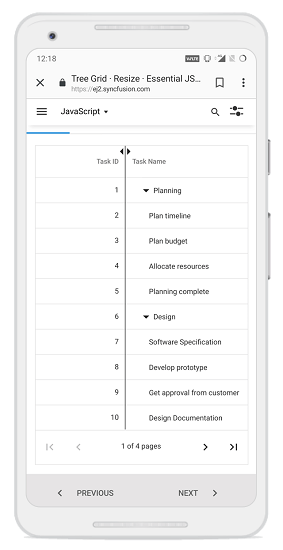 12:18
Tree Grid · Resize · Essential JS...
https://ej2.syncfusion.com
JavaScript
Task ID Task Name
1 Planning
2 Plan timeline
3 Plan budget
4 Allocate resources
5 Planning complete
6 Design
7 Software Specification
8 Develop prototype
9 Get approval from customer
10 Design Documentation
1 of 4 pages
PREVIOUS NEXT